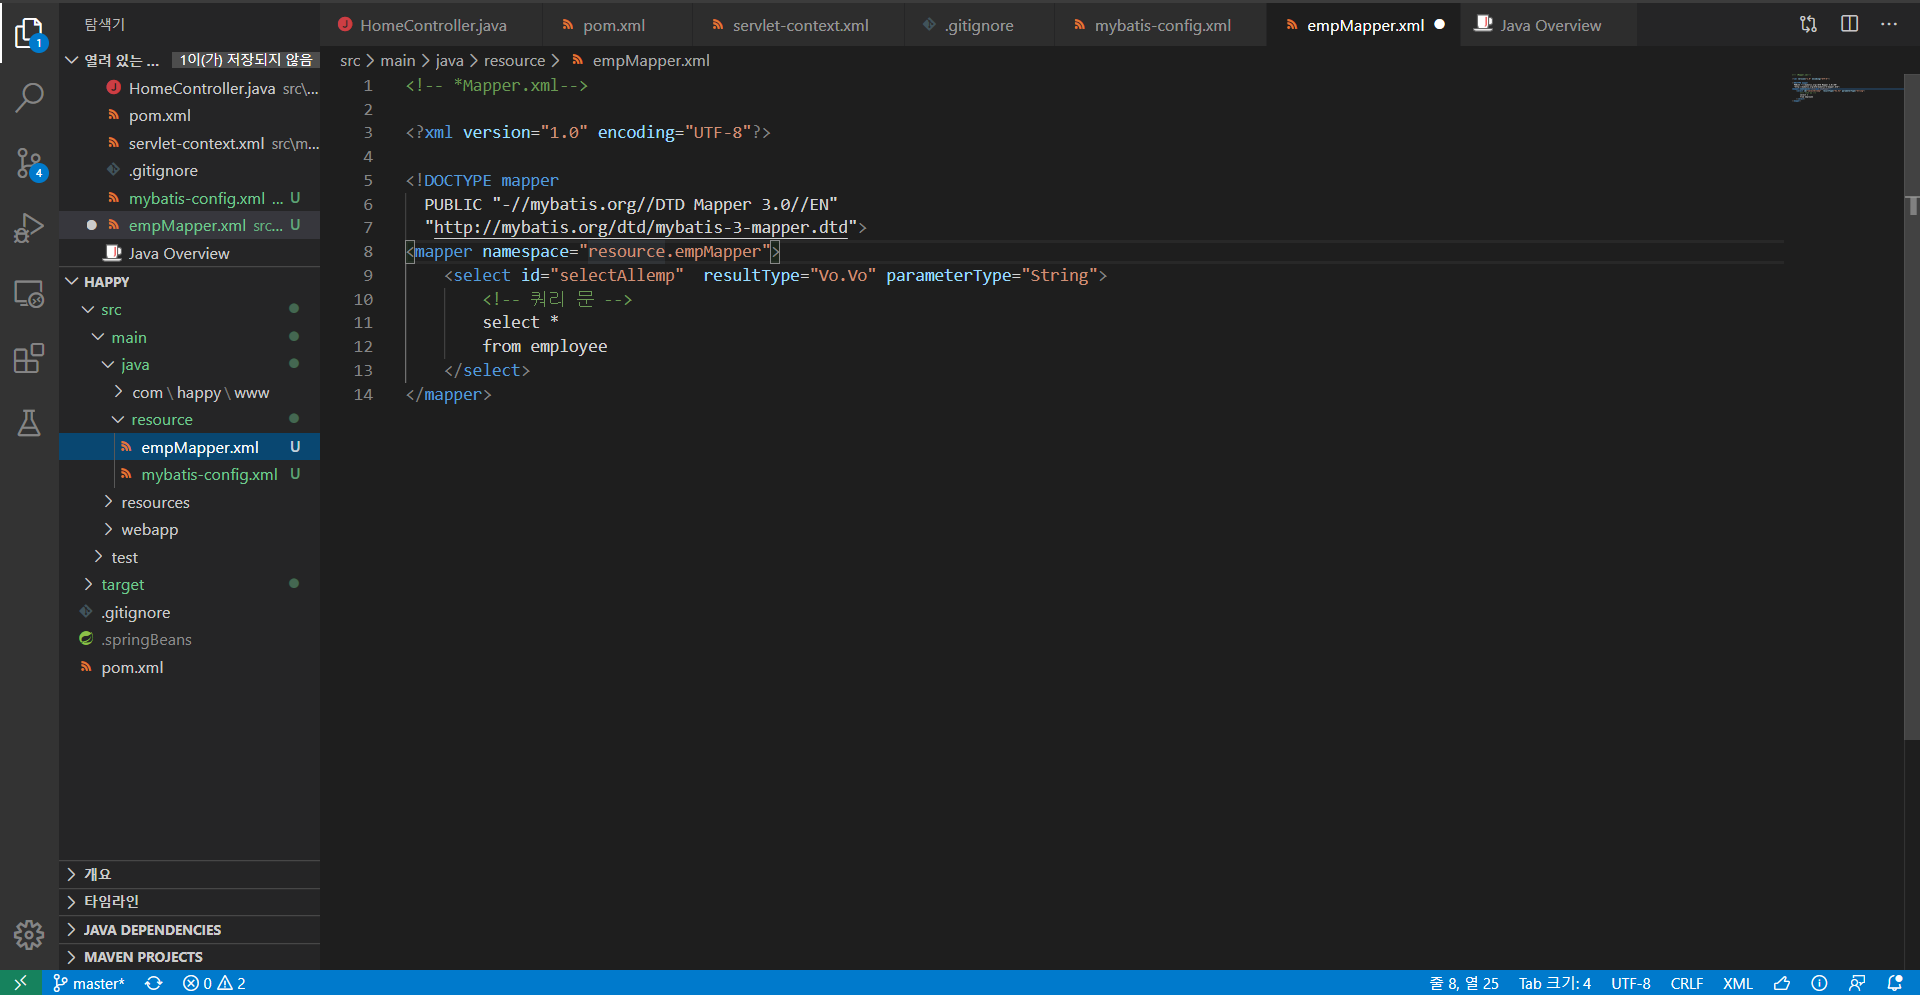 탐색기
HomeController.java
pom.xml
servlet-context.xml
.gitignore
mybatis-config.xml
empMapper.xml
Java Overview
1
열려 있는 ... 1이(가) 저장되지 않음
HomeController.java src\...
pom.xml
servlet-context.xml src\m...
.gitignore
mybatis-config.xml ... U
empMapper.xml src... U
Java Overview
4
HAPPY
src
main
java
com \ happy \ www
resource
empMapper.xml U
mybatis-config.xml U
resources
webapp
test
target
.gitignore
.springBeans
pom.xml
개요
타임라인
JAVA DEPENDENCIES
MAVEN PROJECTS
src > main > java > resource > empMapper.xml
1 <!-- *Mapper.xml-->
2
3 <?xml version="1.0" encoding="UTF-8"?>
4
5 <!DOCTYPE mapper
6 PUBLIC "-//mybatis.org//DTD Mapper 3.0//EN"
7 "http://mybatis.org/dtd/mybatis-3-mapper.dtd">
8 <mapper namespace="resource.empMapper">
9 <select id="selectAllemp"  resultType="Vo.Vo" parameterType="String">
10 <!-- 쿼리 문 -->
11 select *
12 from employee
13 </select>
14 </mapper>
master* 0 2
줄 8, 열 25 Tab 크기: 4 UTF-8 CRLF XML